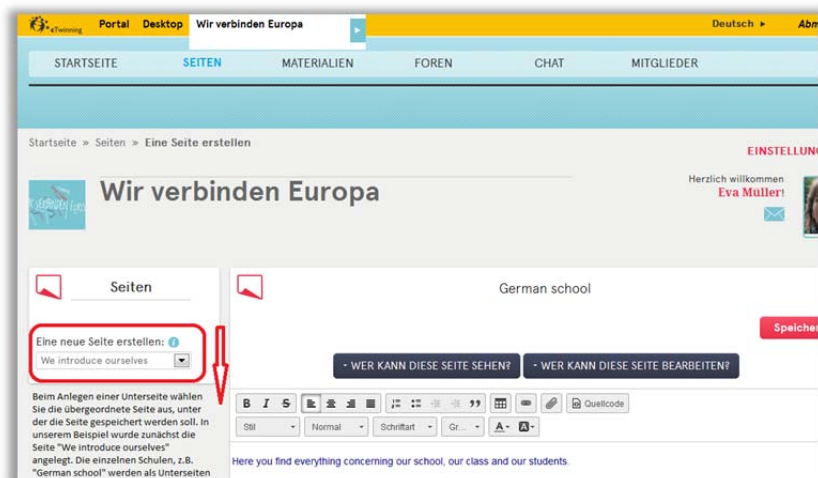 eTwinning Portal Desktop Wir verbinden Europa Deutsch
STARTSEITE SEITEN MATERIALIEN FOREN CHAT MITGLIEDER
Startseite » Seiten » Eine Seite erstellen
EINSTELLUNG
Herzlich willkommen
Eva Müller!
Wir verbinden Europa
Seiten
Eine neue Seite erstellen: i
We introduce ourselves
Beim Anlegen einer Unterseite wählen
Sie die übergeordnete Seite aus, unter
der die Seite gespeichert werden soll. In
unserem Beispiel wurde zunächst die
Seite "We introduce ourselves"
angelegt. Die einzelnen Schulen, z.B.
"German school" werden als Unterseiten
German school
Speicher
- WER KANN DIESE SEITE SEHEN? - WER KANN DIESE SEITE BEARBEITEN?
B I S Quellcode
Stil Normal Schriftart Gr... A A
Here you find everything concerning our school, our class and our students.